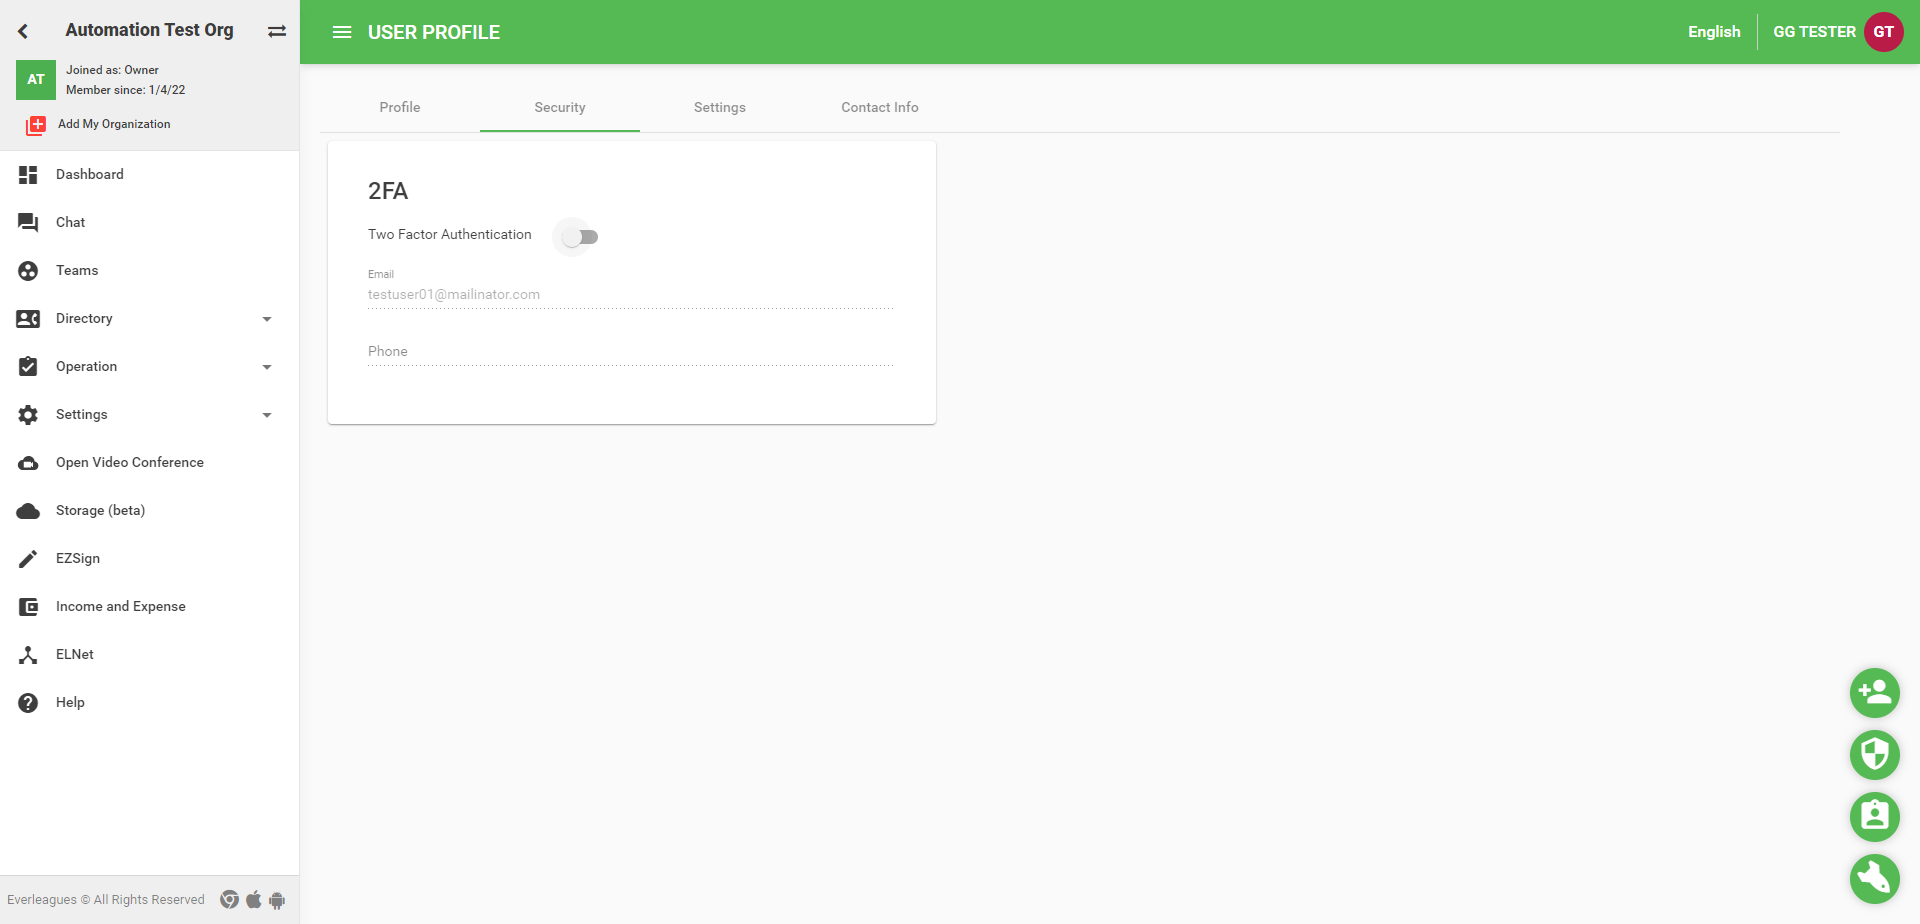 Automation Test Org
AT
Joined as: Owner
Member since: 1/4/22
Add My Organization
Dashboard
Chat
Teams
Directory
Operation
Settings
Open Video Conference
Storage (beta)
EZSign
Income and Expense
ELNet
Help
Everleagues © All Rights Reserved
USER PROFILE
English
GG TESTER
GT
Profile
Security
Settings
Contact Info
2FA
Two Factor Authentication
Email
testuser01@mailinator.com
Phone